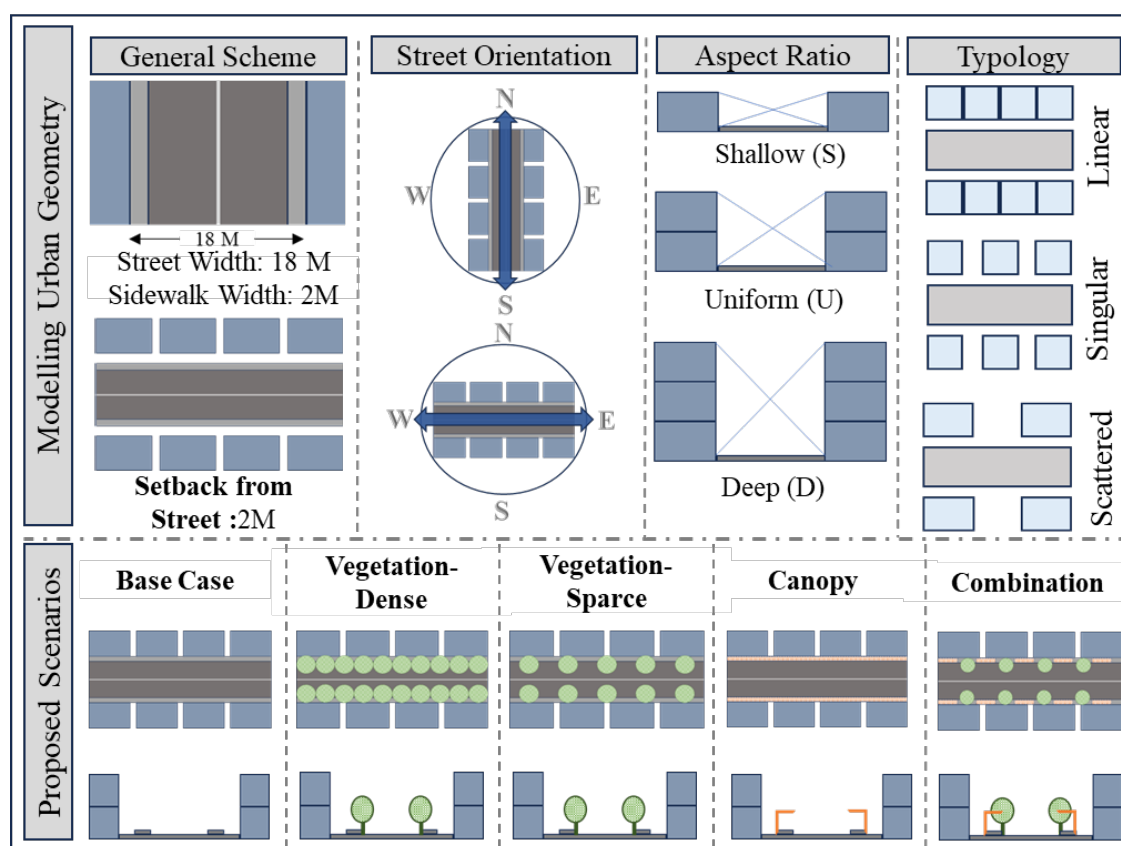 Modelling Urban Geometry
General Scheme
18 M
Street Width: 18 M
Sidewalk Width: 2M
Setback from
Street :2M
Street Orientation
N
W
E
S
N
W
E
S
Aspect Ratio
Shallow (S)
Uniform (U)
Deep (D)
Typology
Linear
Singular
Scattered
Proposed Scenarios
Base Case
Vegetation-
Dense
Vegetation-
Sparce
Canopy
Combination